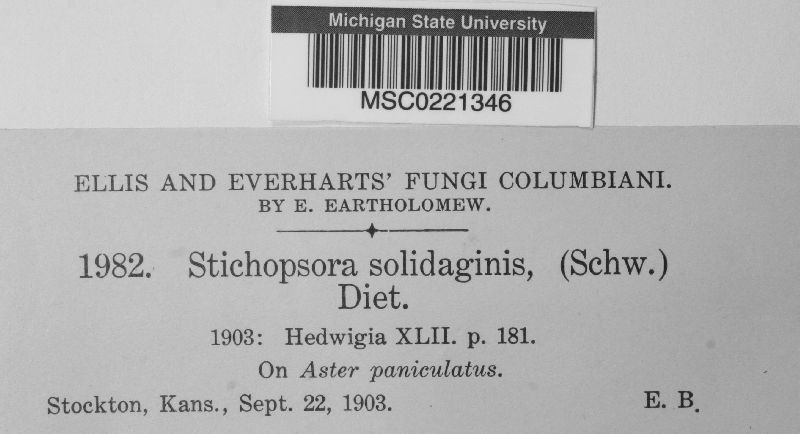 Michigan State University
MSC0221346
ELLIS AND EVERHARTS' FUNGI COLUMBIANI.
BY E. EARTHOLOMEW.
1982. Stichopsora solidaginis, (Schw.)
Diet.
1903: Hedwigia XLII. p. 181.
On Aster paniculatus.
Stockton, Kans., Sept. 22, 1903. E. B.